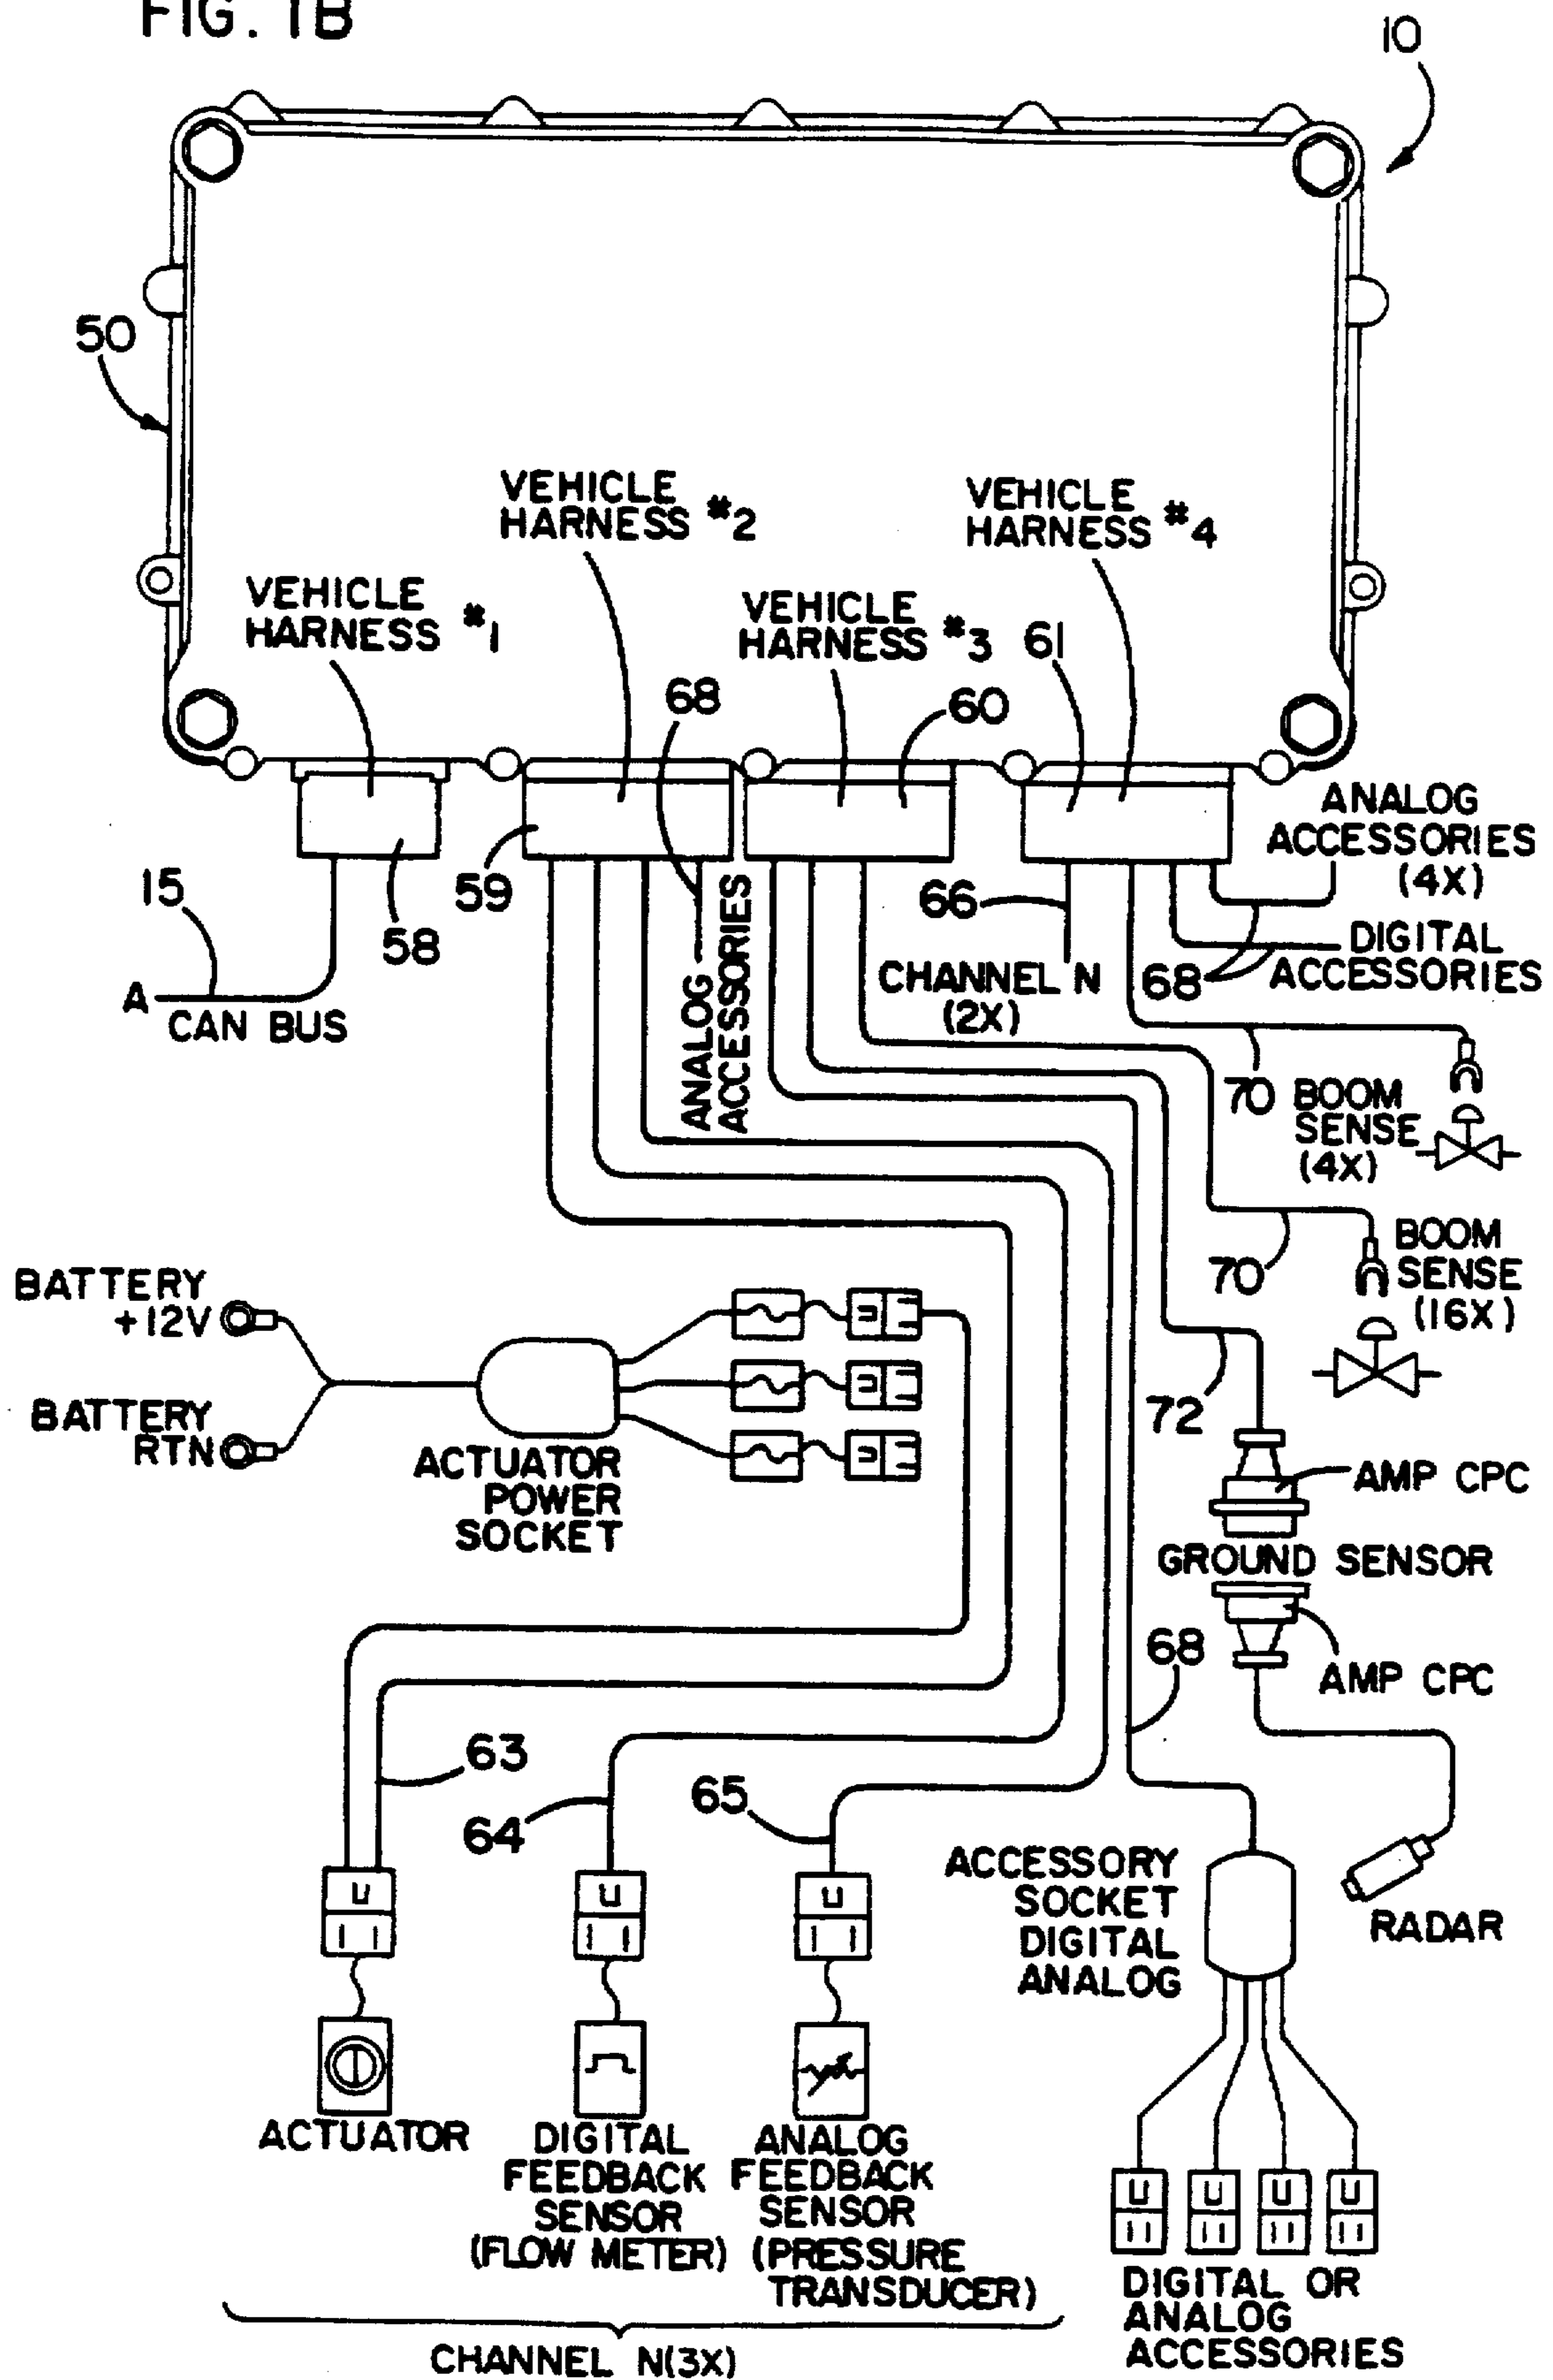 FIG. 1B
10
50
VEHICLE
HARNESS #1
VEHICLE
HARNESS #2
VEHICLE
HARNESS #3
VEHICLE
HARNESS #4
61
68
60
59
58
15
A
CAN BUS
ANALOG
ACCESSORIES
66
CHANNEL N
(2X)
68
ANALOG
ACCESSORIES
(4X)
DIGITAL
ACCESSORIES
70
BOOM
SENSE
(4X)
70
BOOM
SENSE
(16X)
72
BATTERY
+12V
BATTERY
RTN
ACTUATOR
POWER
SOCKET
AMP CPC
GROUND SENSOR
AMP CPC
68
63
64
65
ACCESSORY
SOCKET
DIGITAL
ANALOG
RADAR
ACTUATOR
DIGITAL
FEEDBACK
SENSOR
(FLOW METER)
ANALOG
FEEDBACK
SENSOR
(PRESSURE
TRANSDUCER)
DIGITAL OR
ANALOG
ACCESSORIES
CHANNEL N(3X)